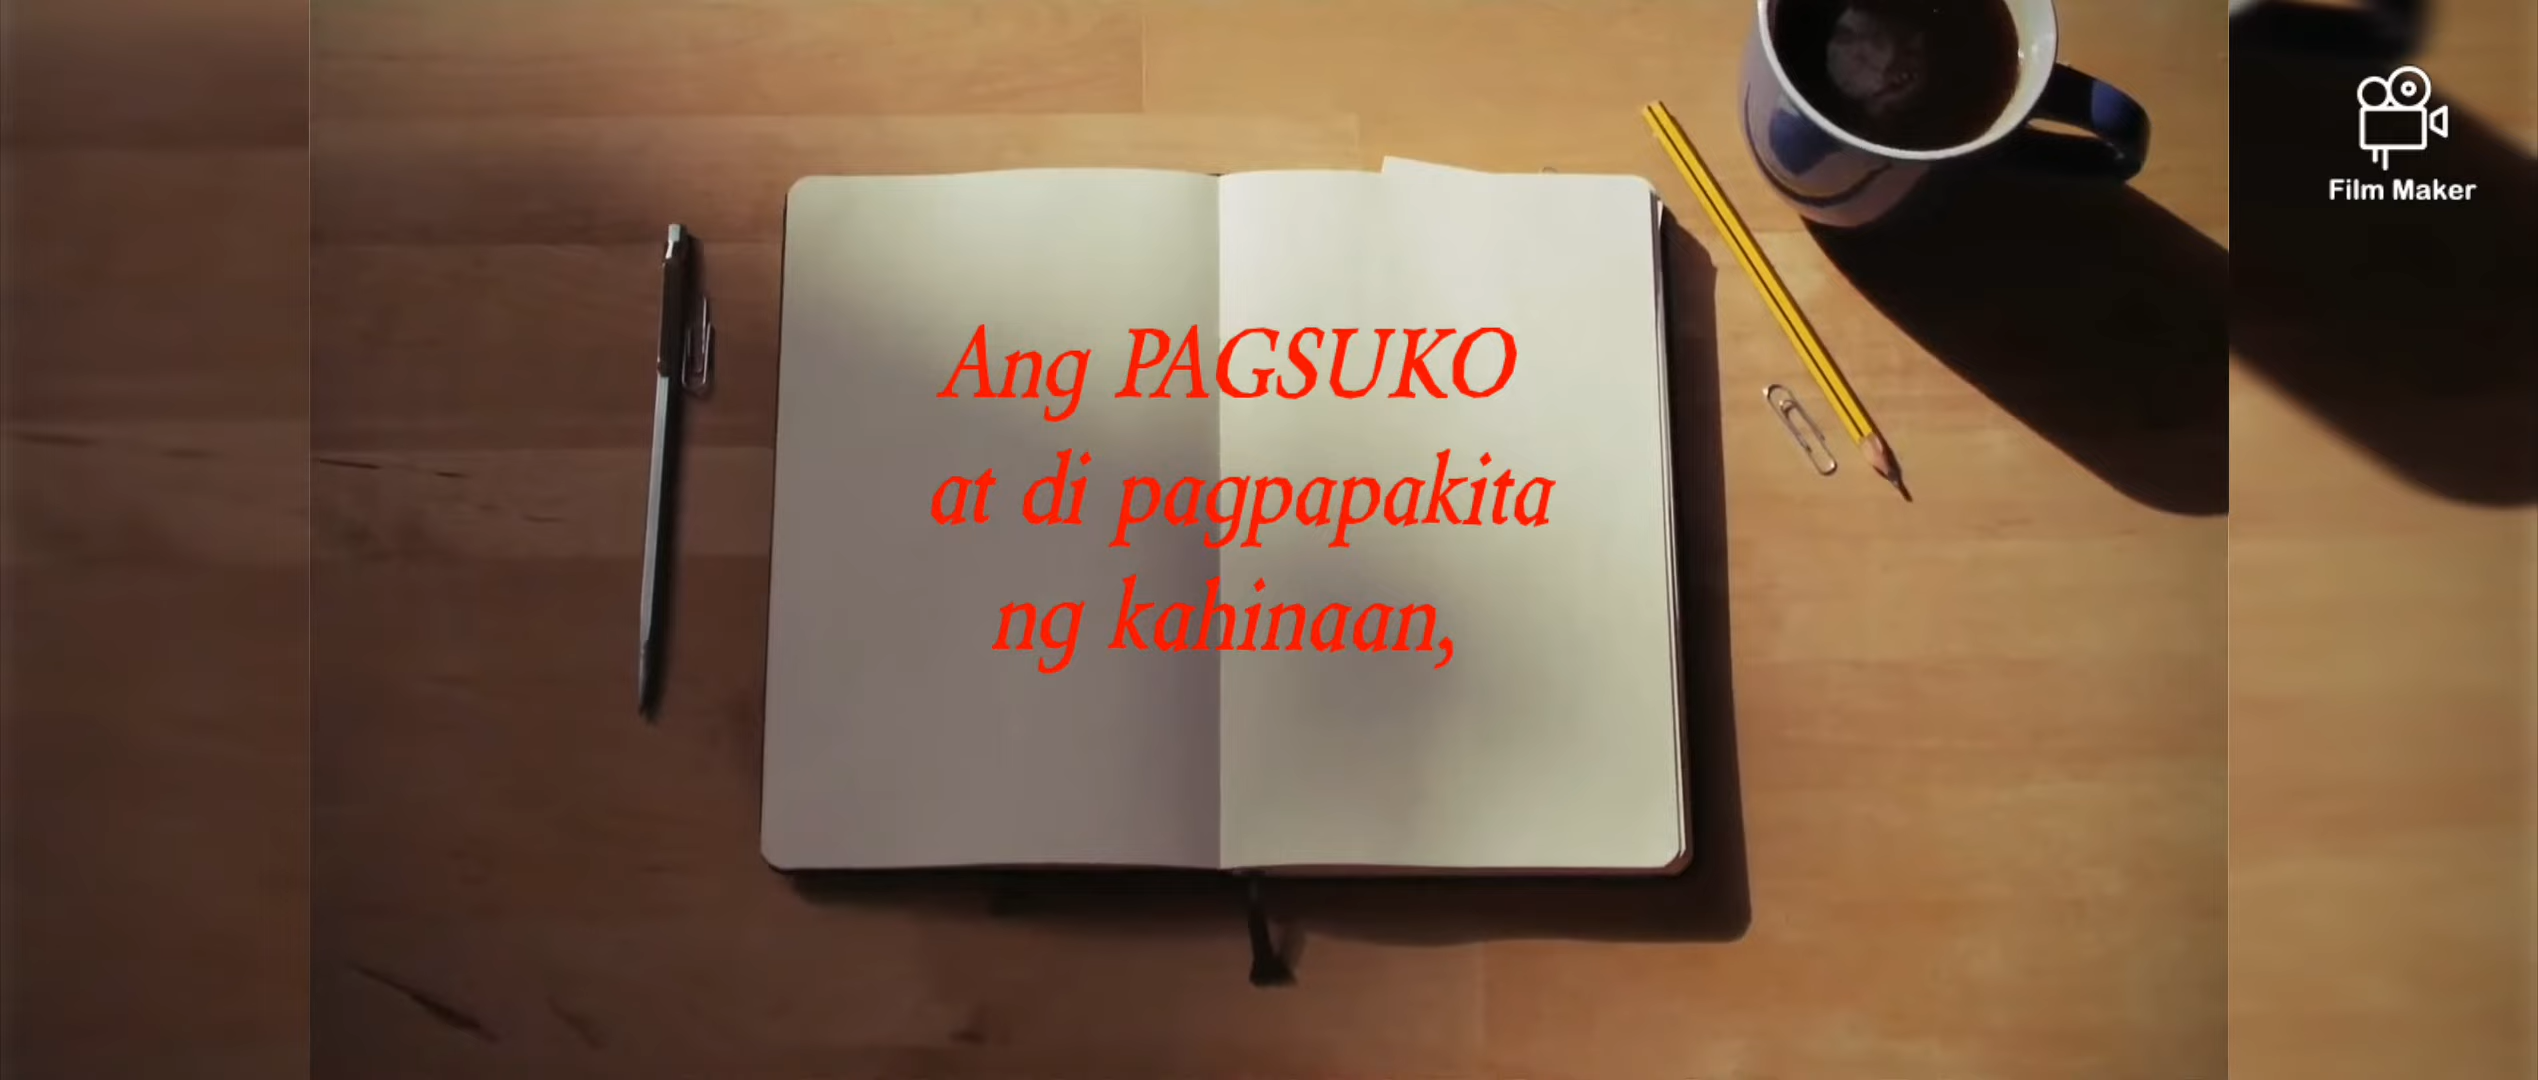 Ang PAGSUKO
at di pagpapakita
ng kahinaan,
Film Maker